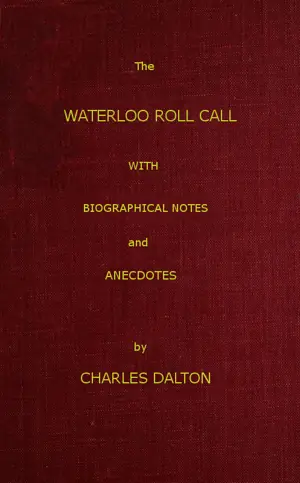 The
WATERLOO ROLL CALL
WITH
BIOGRAPHICAL NOTES
and
ANECDOTES
by
CHARLES DALTON